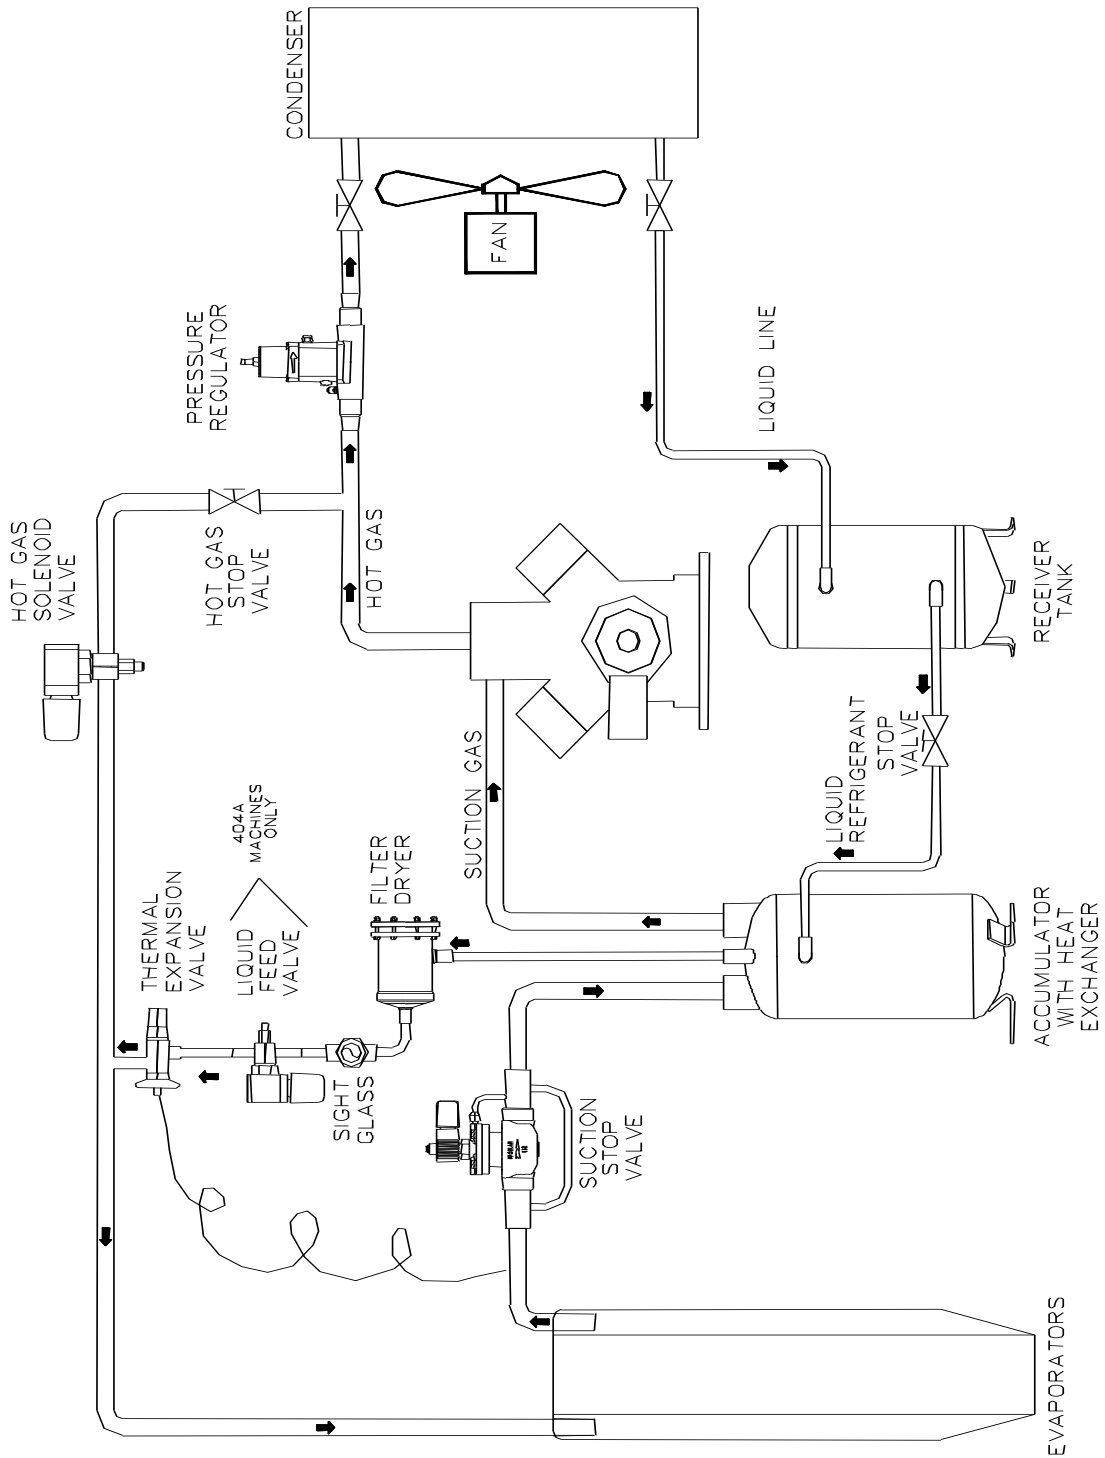 CONDENSER
FAN
PRESSURE
REGULATOR
LIQUID LINE
HOT GAS
SOLENOID
VALVE
HOT GAS
STOP
VALVE
HOT GAS
RECEIVER
TANK
SUCTION GAS
LIQUID
REFRIGERANT
STOP
VALVE
404A
MACHINES
ONLY
FILTER
DRYER
THERMAL
EXPANSION
VALVE
LIQUID
FEED
VALVE
ACCUMULATOR
WITH HEAT
EXCHANGER
SIGHT
GLASS
SUCTION
STOP
VALVE
EVAPORATORS